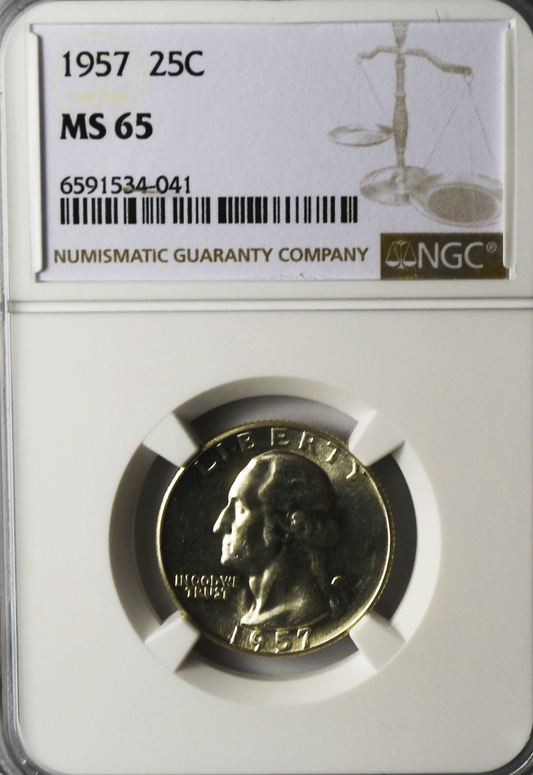 1957 25C
MS 65
6591534-041
NUMISMATIC GUARANTY COMPANY
NGC®
LIBERTY
IN GOD WE
TRUST
1957